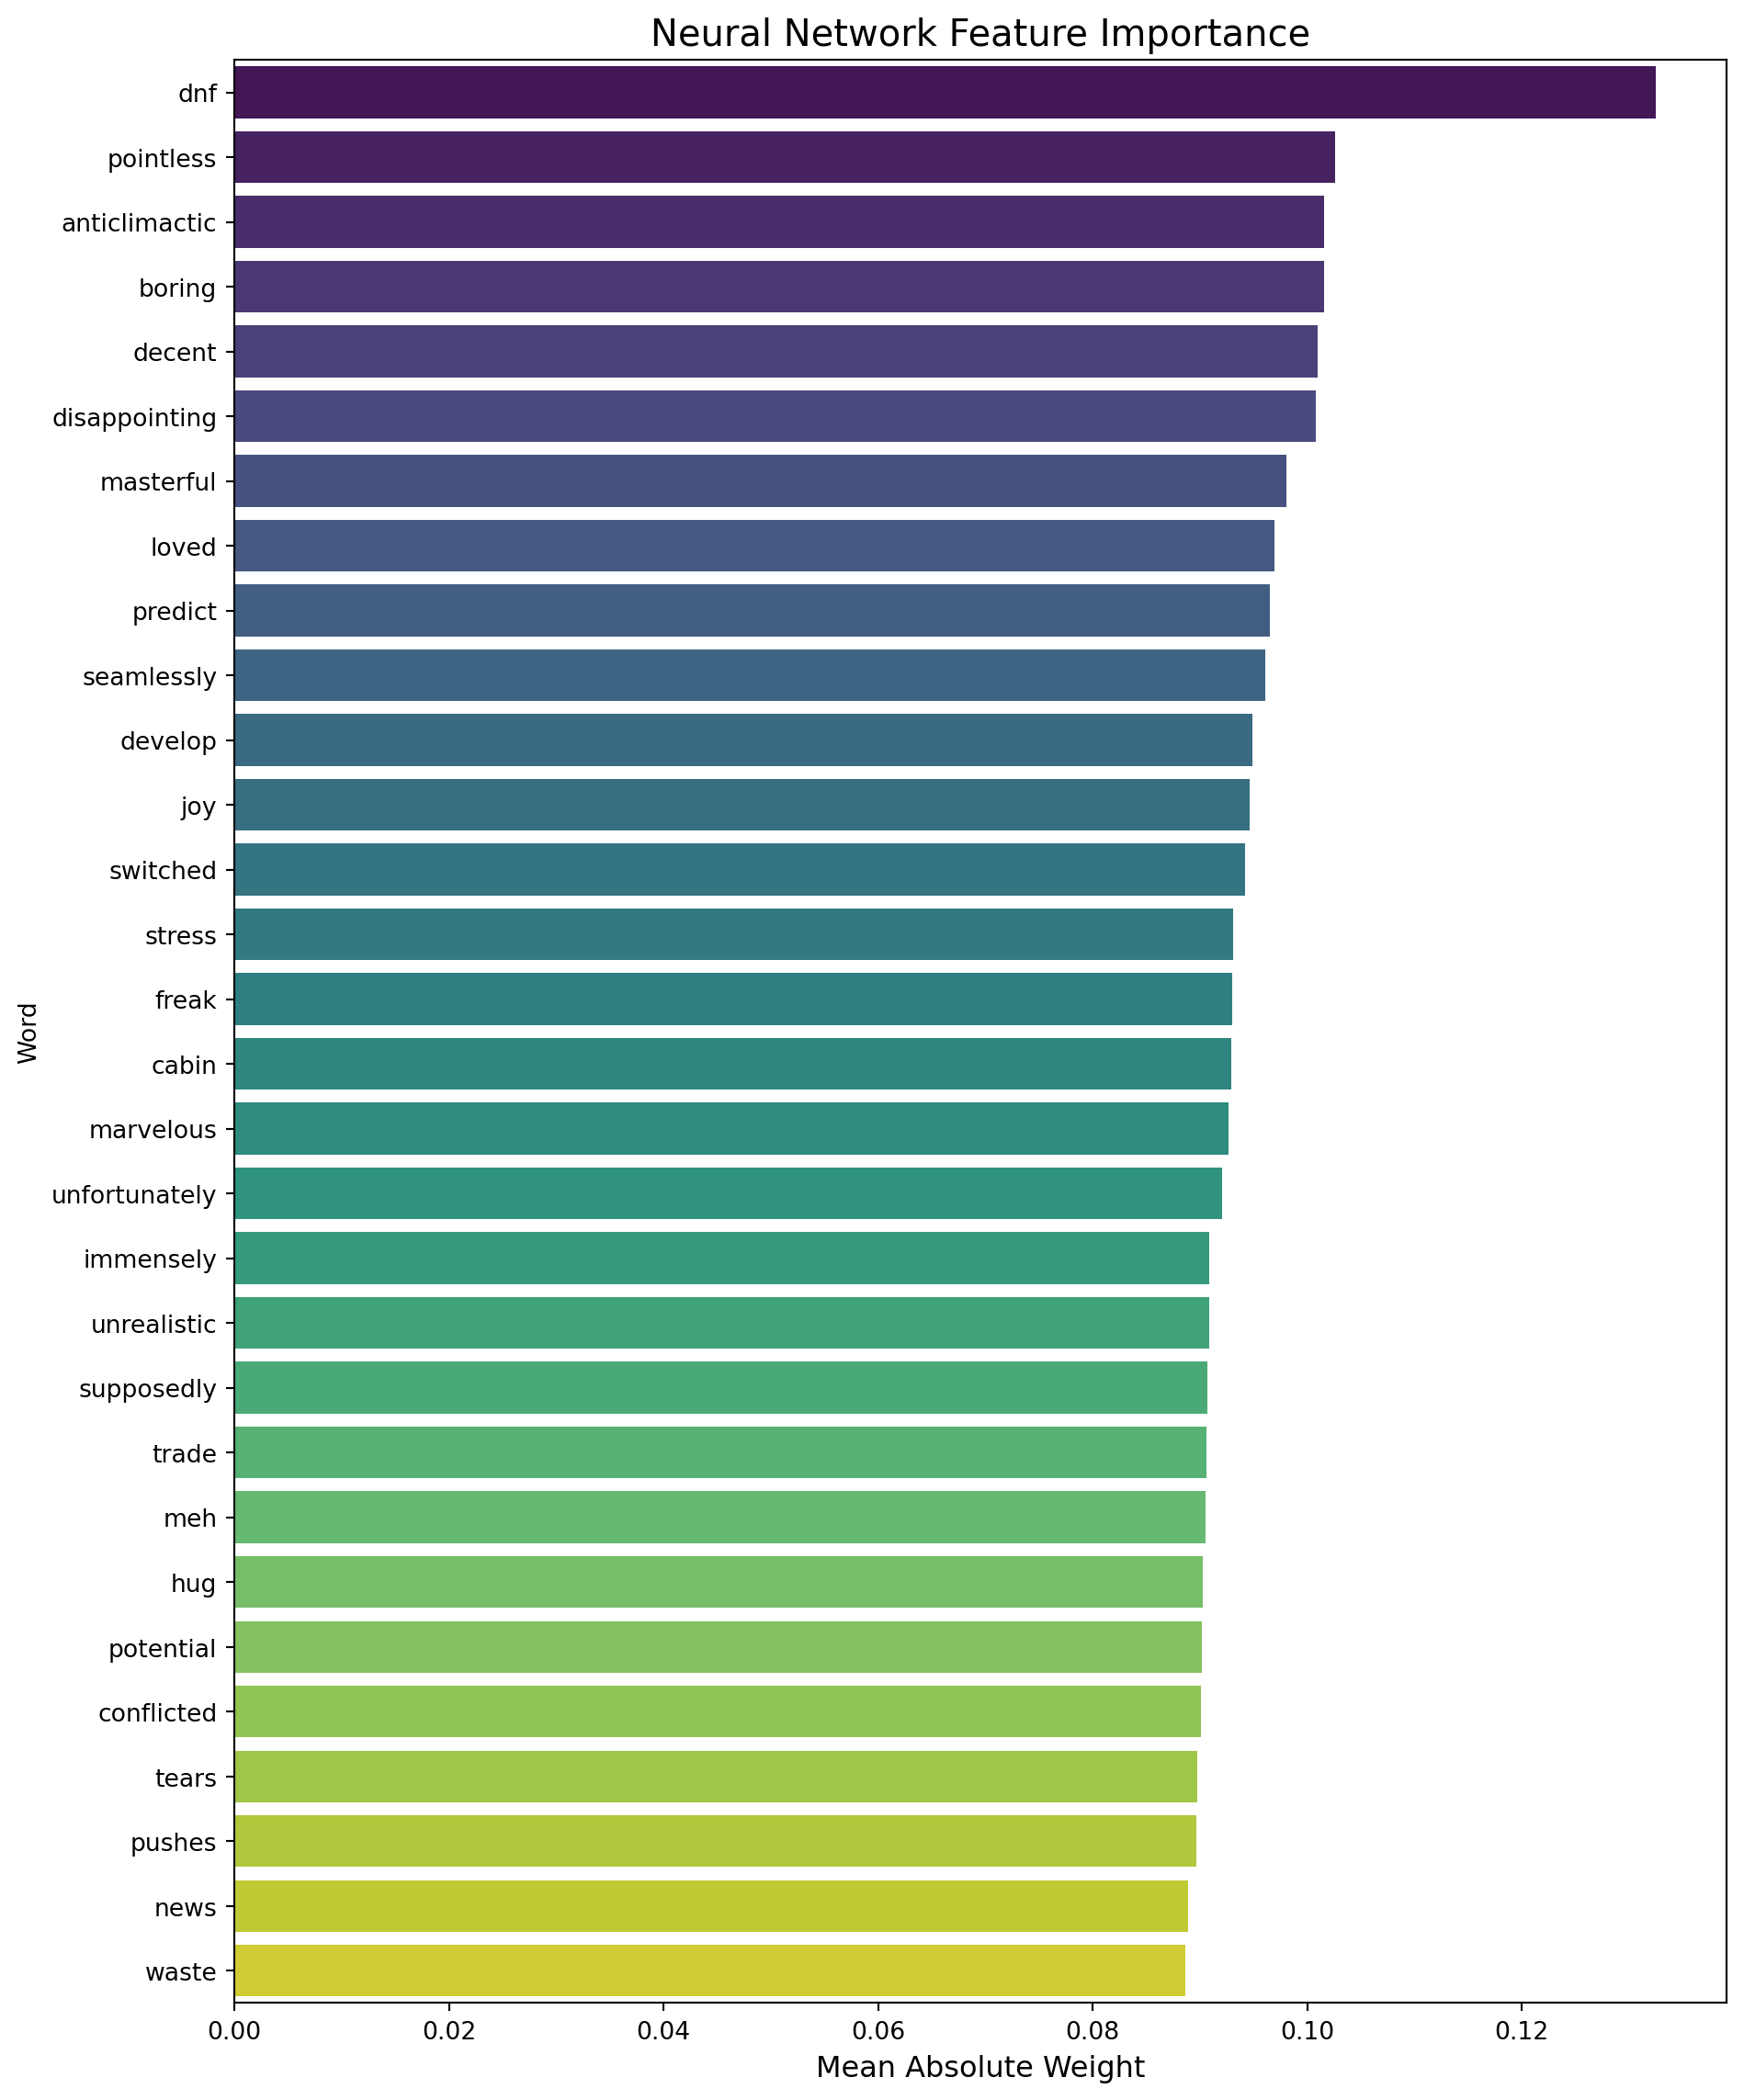 Neural Network Feature Importance
dnf
pointless
anticlimactic
boring
decent
disappointing
masterful
loved
predict
seamlessly
develop
joy
switched
stress
freak
cabin
marvelous
unfortunately
immensely
unrealistic
supposedly
trade
meh
hug
potential
conflicted
tears
pushes
news
waste
Word
0.00 0.02 0.04 0.06 0.08 0.10 0.12
Mean Absolute Weight